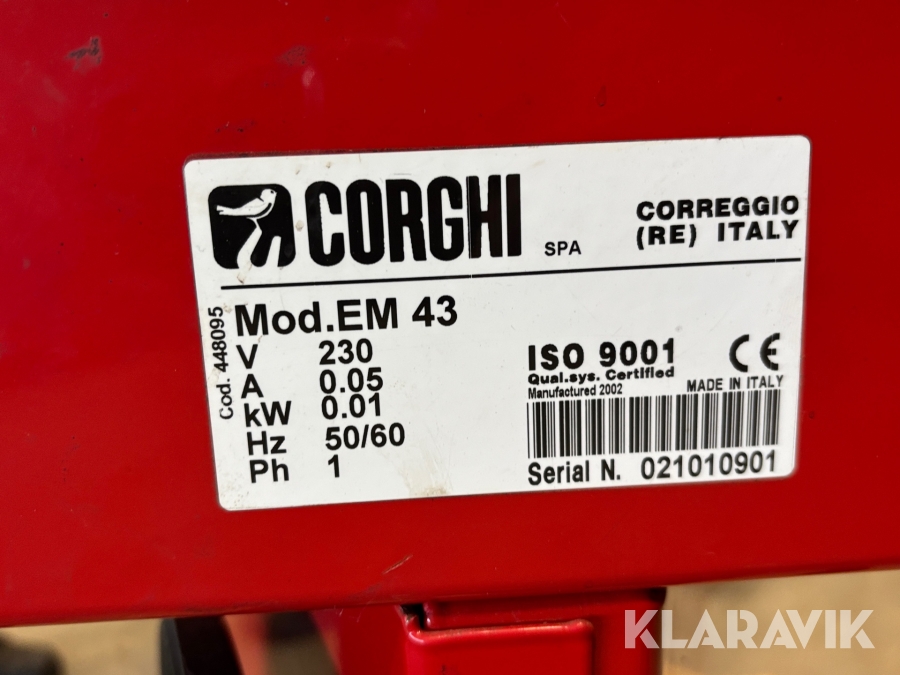 CORGHI SPA
CORREGGIO
(RE) ITALY
Cod. 448095
Mod.EM 43
V 230
A 0.05
kW 0.01
Hz 50/60
Ph 1
ISO 9001 CE
Qual.sys. Certified
Manufactured 2002 MADE IN ITALY
Serial N. 021010901
KLARAVIK